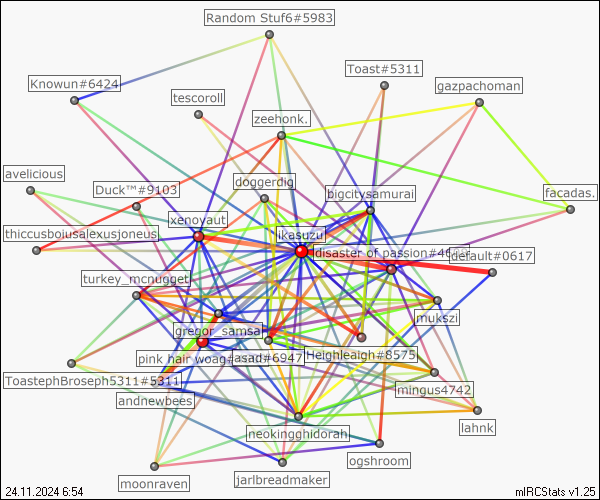 Random Stuf6#5983
Toast#5311
Knowun#6424
gazpachoman
tescoroll
zeehonk.
avelicious
Duck™#9103
doggerdig
bigcitysamurai
facadas.
xenoyaut
thiccusboiusalexusjoneus
likasuzu
disaster of passion#4
default#0617
turkey_mcnugget
mukszi
gregor_samsa
pink hair woag#
asad#6947
Heighleaigh#8575
ToastephBroseph5311#5311
mingus4742
andnewbees
lahnk
neokingghidorah
ogshroom
moonraven
jarlbreadmaker
24.11.2024 6:54
mIRCStats v1.25